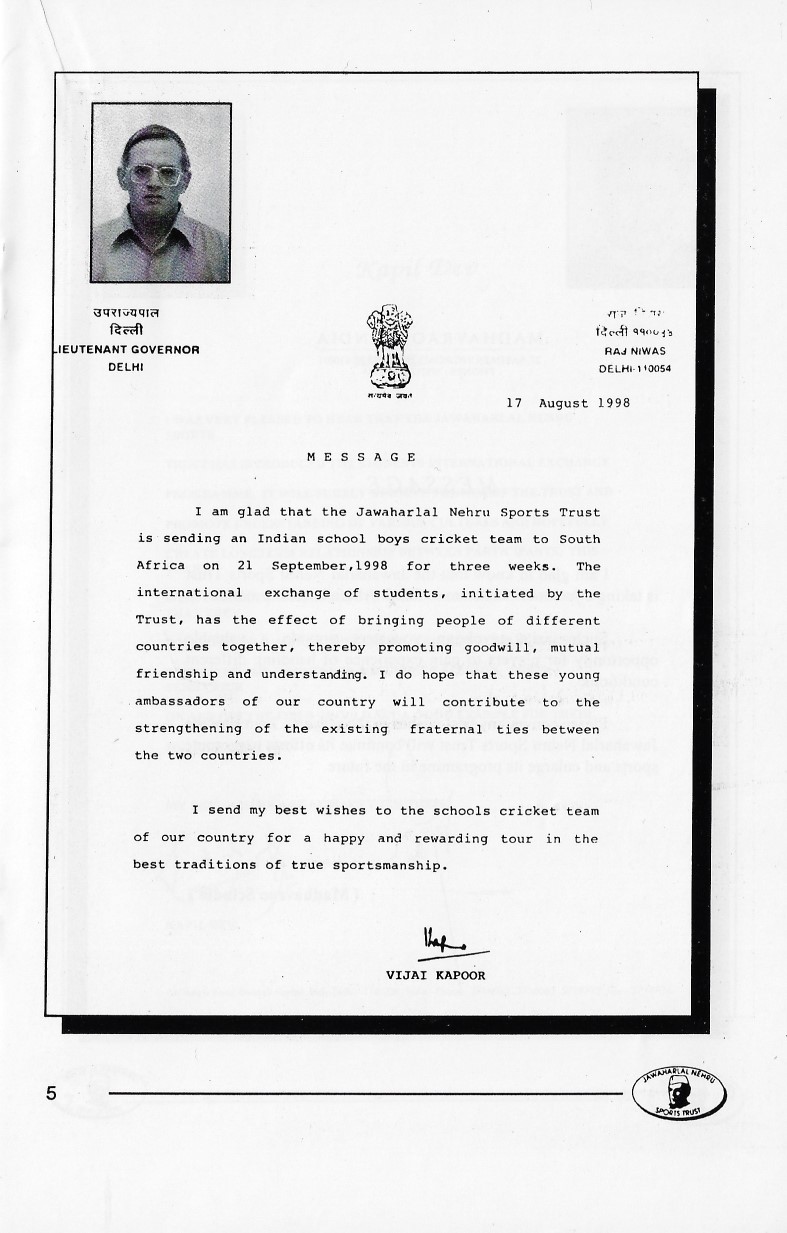 उपराज्यपाल
दिल्ली
LIEUTENANT GOVERNOR
DELHI
दिल्ली
RAJ NIWAS
DELHI-110054
17 August 1998
MESSAGE
I am glad that the Jawaharlal Nehru Sports Trust
is sending an Indian school boys cricket team to South
Africa on 21 September,1998 for three weeks. The
international exchange of students, initiated by the
Trust, has the effect of bringing people of different
countries together, thereby promoting goodwill, mutual
friendship and understanding. I do hope that these young
ambassadors of our country will contribute to the
strengthening of the existing fraternal ties between
the two countries.
I send my best wishes to the schools cricket team
of our country for a happy and rewarding tour in the
best traditions of true sportsmanship.
VIJAI KAPOOR
5
JAWAHARLAL NEHRU
SPORTS TRUST